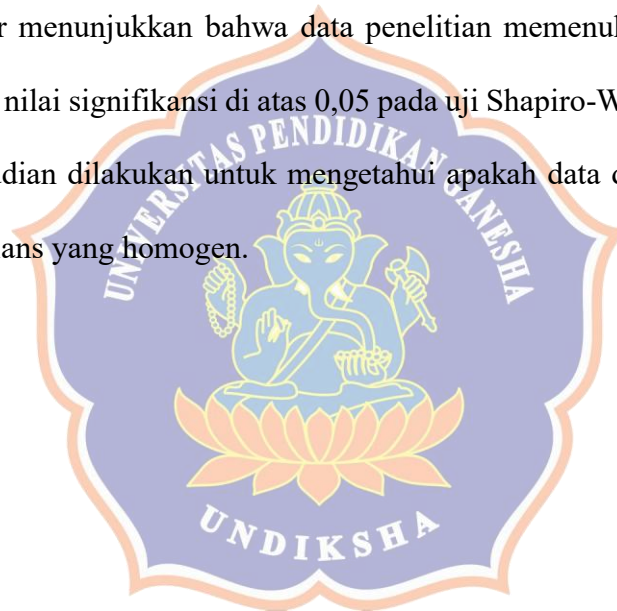 r menunjukkan bahwa data penelitian memenu
nilai signifikansi di atas 0,05 pada uji Shapiro-W
dian dilakukan untuk mengetahui apakah data d
ans yang homogen.
UNIVERSITAS PENDIDIKAN GANESHA
UNDIKSHA